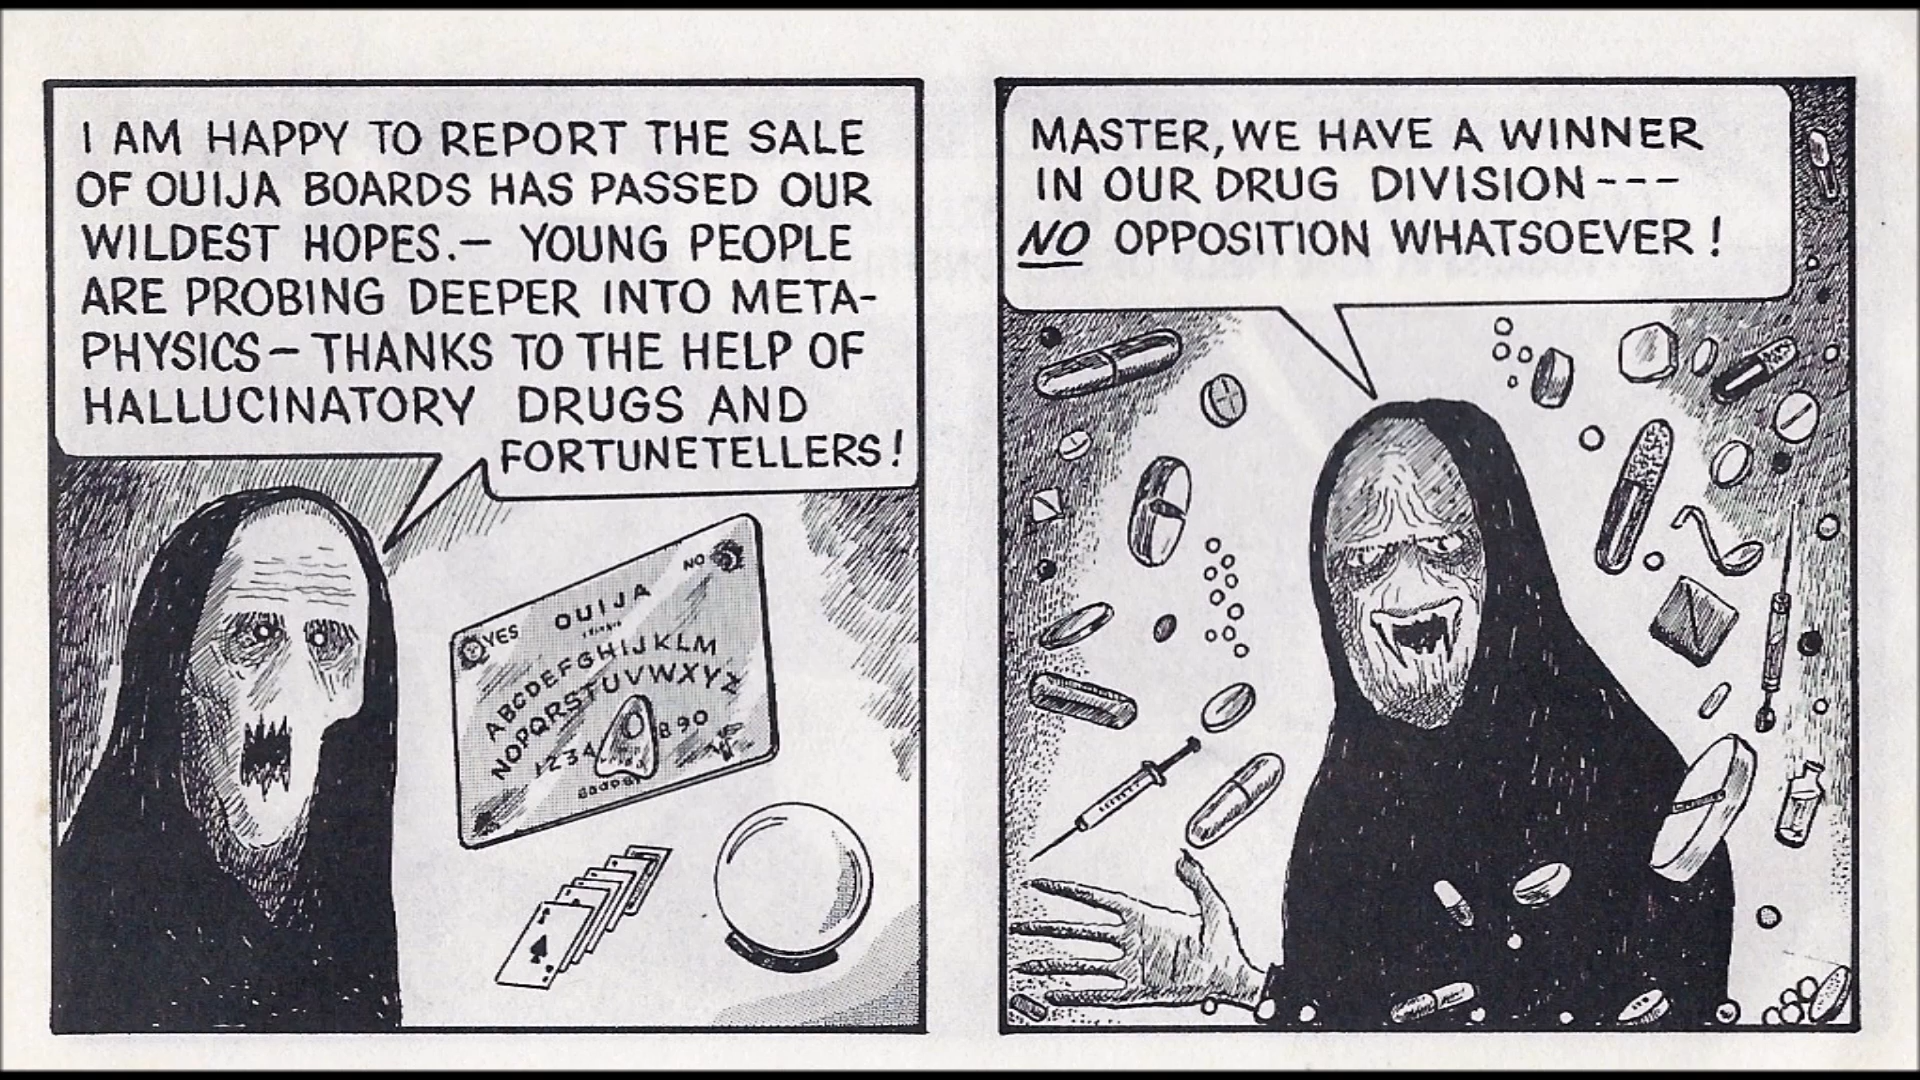 I AM HAPPY TO REPORT THE SALE
OF OUIJA BOARDS HAS PASSED OUR
WILDEST HOPES.— YOUNG PEOPLE
ARE PROBING DEEPER INTO META-
PHYSICS — THANKS TO THE HELP OF
HALLUCINATORY DRUGS AND
FORTUNETELLERS!
NO
OUIJA
YES
ABCDEFGHIJKLM
NOPQRSTUVWXYZ
1234 890
MASTER, WE HAVE A WINNER
IN OUR DRUG DIVISION ---
NO OPPOSITION WHATSOEVER!